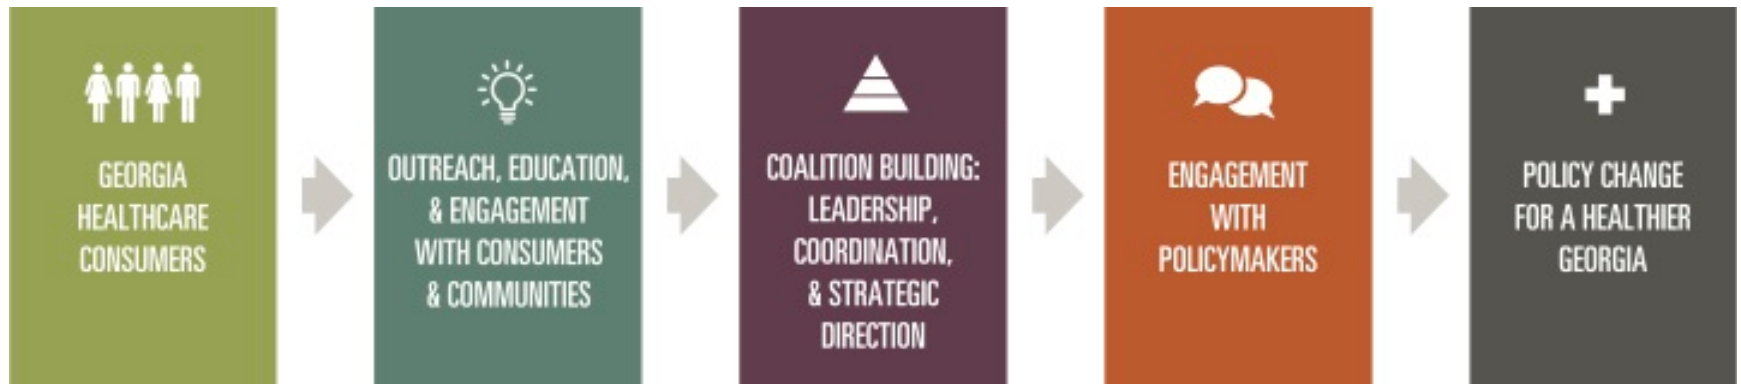 GEORGIA
HEALTHCARE
CONSUMERS
OUTREACH, EDUCATION,
& ENGAGEMENT
WITH CONSUMERS
& COMMUNITIES
COALITION BUILDING:
LEADERSHIP,
COORDINATION,
& STRATEGIC
DIRECTION
ENGAGEMENT
WITH
POLICYMAKERS
POLICY CHANGE
FOR A HEALTHIER
GEORGIA